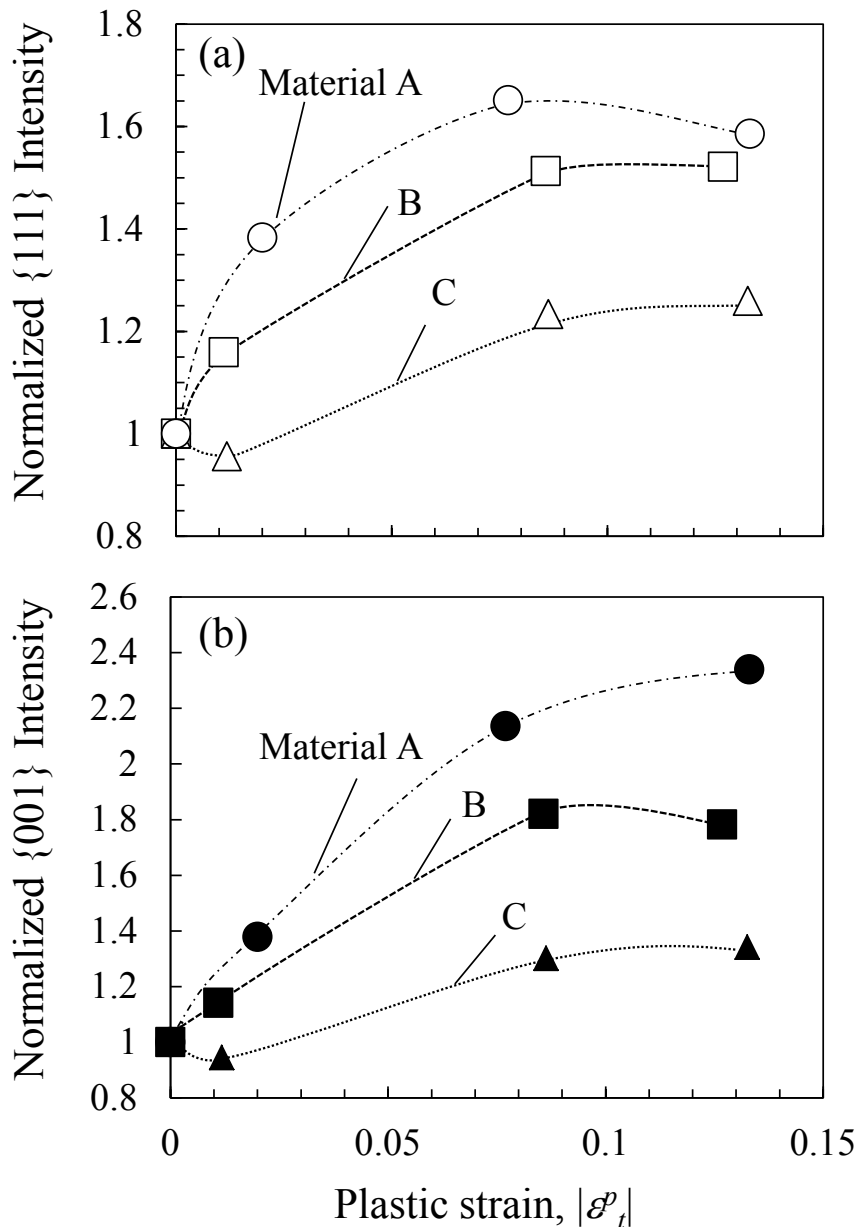 1.8
(a)
Material A
1.6
B
1.4
C
1.2
1
0.8
Normalized {111} Intensity
2.6
(b)
2.4
2.2
Material A
2
B
1.8
1.6
C
1.4
1.2
1
0.8
Normalized {001} Intensity
0 0.05 0.1 0.15
Plastic strain, |εᵖₜ|